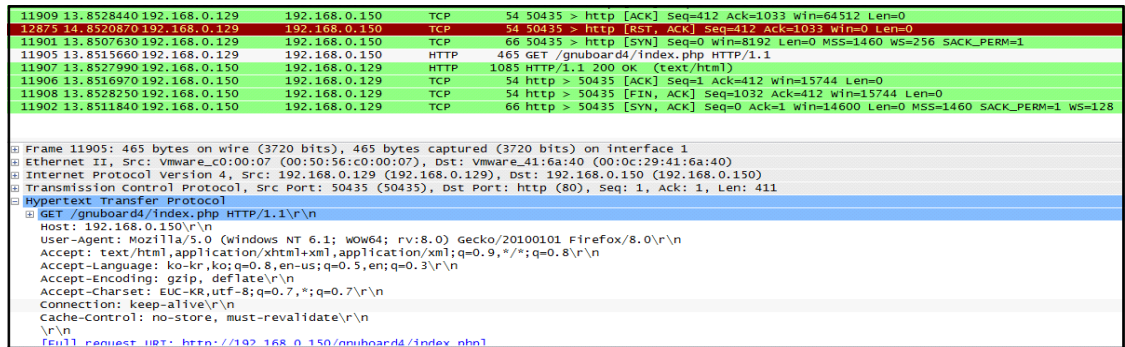 11909 13.8528440 192.168.0.129 192.168.0.150 TCP 54 50435 > http [ACK] Seq=412 Ack=1033 Win=64512 Len=0
12875 14.8520870 192.168.0.129 192.168.0.150 TCP 54 50435 > http [RST, ACK] Seq=412 Ack=1033 Win=0 Len=0
11901 13.8507630 192.168.0.129 192.168.0.150 TCP 66 50435 > http [SYN] Seq=0 Win=8192 Len=0 MSS=1460 WS=256 SACK_PERM=1
11905 13.8515660 192.168.0.129 192.168.0.150 HTTP 465 GET /gnuboard4/index.php HTTP/1.1
11907 13.8527990 192.168.0.150 192.168.0.129 HTTP 1085 HTTP/1.1 200 OK (text/html)
11906 13.8516970 192.168.0.150 192.168.0.129 TCP 54 http > 50435 [ACK] Seq=1 Ack=412 Win=15744 Len=0
11908 13.8528250 192.168.0.150 192.168.0.129 TCP 54 http > 50435 [FIN, ACK] Seq=1032 Ack=412 Win=15744 Len=0
11902 13.8511840 192.168.0.150 192.168.0.129 TCP 66 http > 50435 [SYN, ACK] Seq=0 Ack=1 Win=14600 Len=0 MSS=1460 SACK_PERM=1 WS=128
Frame 11905: 465 bytes on wire (3720 bits), 465 bytes captured (3720 bits) on interface 1
Ethernet II, Src: Vmware_c0:00:07 (00:50:56:c0:00:07), Dst: Vmware_41:6a:40 (00:0c:29:41:6a:40)
Internet Protocol Version 4, Src: 192.168.0.129 (192.168.0.129), Dst: 192.168.0.150 (192.168.0.150)
Transmission Control Protocol, Src Port: 50435 (50435), Dst Port: http (80), Seq: 1, Ack: 1, Len: 411
Hypertext Transfer Protocol
GET /gnuboard4/index.php HTTP/1.1\r\n
Host: 192.168.0.150\r\n
User-Agent: Mozilla/5.0 (Windows NT 6.1; WOW64; rv:8.0) Gecko/20100101 Firefox/8.0\r\n
Accept: text/html,application/xhtml+xml,application/xml;q=0.9,*/*;q=0.8\r\n
Accept-Language: ko-kr,ko;q=0.8,en-us;q=0.5,en;q=0.3\r\n
Accept-Encoding: gzip, deflate\r\n
Accept-Charset: EUC-KR,utf-8;q=0.7,*;q=0.7\r\n
Connection: keep-alive\r\n
Cache-Control: no-store, must-revalidate\r\n
\r\n
[Full request URI: http://192.168.0.150/gnuboard4/index.php]